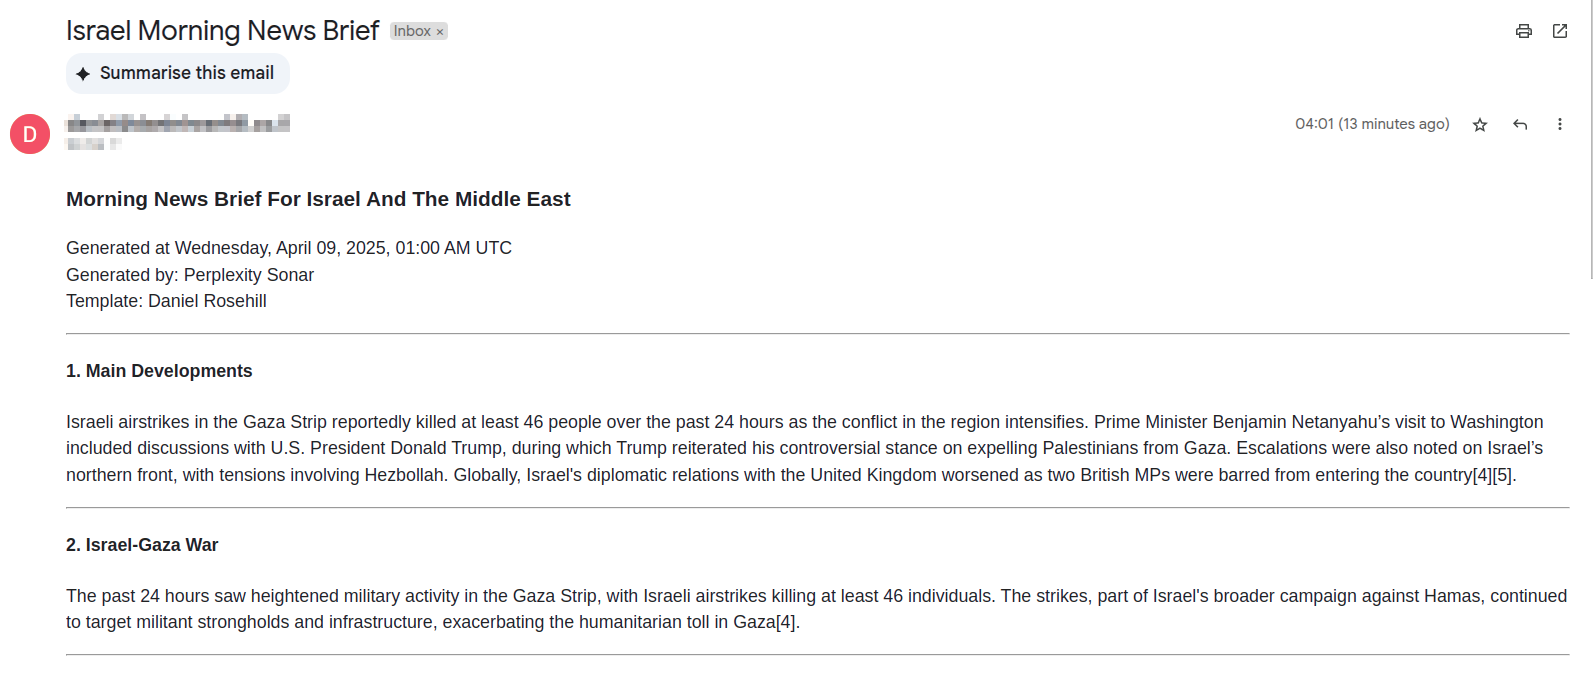 Israel Morning News Brief
Inbox ×
Summarise this email
D
04:01 (13 minutes ago)
Morning News Brief For Israel And The Middle East
Generated at Wednesday, April 09, 2025, 01:00 AM UTC
Generated by: Perplexity Sonar
Template: Daniel Rosehill
1. Main Developments
Israeli airstrikes in the Gaza Strip reportedly killed at least 46 people over the past 24 hours as the conflict in the region intensifies. Prime Minister Benjamin Netanyahu’s visit to Washington
included discussions with U.S. President Donald Trump, during which Trump reiterated his controversial stance on expelling Palestinians from Gaza. Escalations were also noted on Israel’s
northern front, with tensions involving Hezbollah. Globally, Israel's diplomatic relations with the United Kingdom worsened as two British MPs were barred from entering the country[4][5].
2. Israel-Gaza War
The past 24 hours saw heightened military activity in the Gaza Strip, with Israeli airstrikes killing at least 46 individuals. The strikes, part of Israel's broader campaign against Hamas, continued
to target militant strongholds and infrastructure, exacerbating the humanitarian toll in Gaza[4].